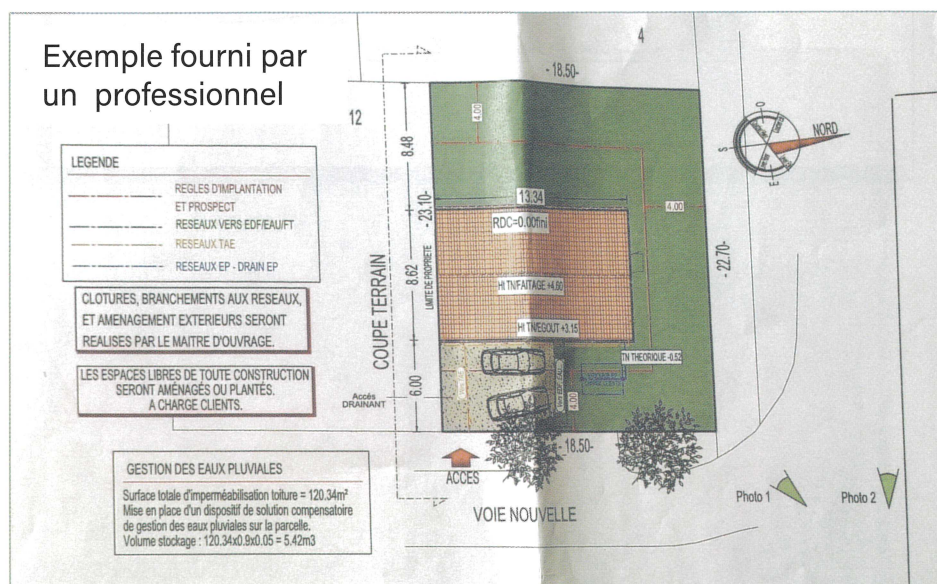 Exemple fourni par
un professionnel
4
12
- 18.50-
4.00
8.48
- 23.10-
13.34
RDC=0.00fini
4.00
NORD
S
O
E
- 22.70-
LEGENDE
REGLES D'IMPLANTATION
ET PROSPECT
RESEAUX VERS EDF/EAU/FT
RESEAUX TAE
RESEAUX EP - DRAIN EP
COUPE TERRAIN
LIMITE DE PROPRIETE
8.62
Ht TN/FAITAGE +4.60
Ht TN/EGOUT +3.15
TN THEORIQUE -0.52
CLOTURES, BRANCHEMENTS AUX RESEAUX,
ET AMENAGEMENT EXTERIEURS SERONT
REALISES PAR LE MAITRE D'OUVRAGE.
LES ESPACES LIBRES DE TOUTE CONSTRUCTION
SERONT AMÉNAGÉS OU PLANTÉS.
A CHARGE CLIENTS.
Accés
DRAINANT
6.00
4.00
- 18.50-
ACCES
VOIE NOUVELLE
GESTION DES EAUX PLUVIALES
Surface totale d'imperméabilisation toiture = 120.34m²
Mise en place d'un dispositif de solution compensatoire
de gestion des eaux pluviales sur la parcelle.
Volume stockage : 120.34x0.9x0.05 = 5.42m3
Photo 1
Photo 2